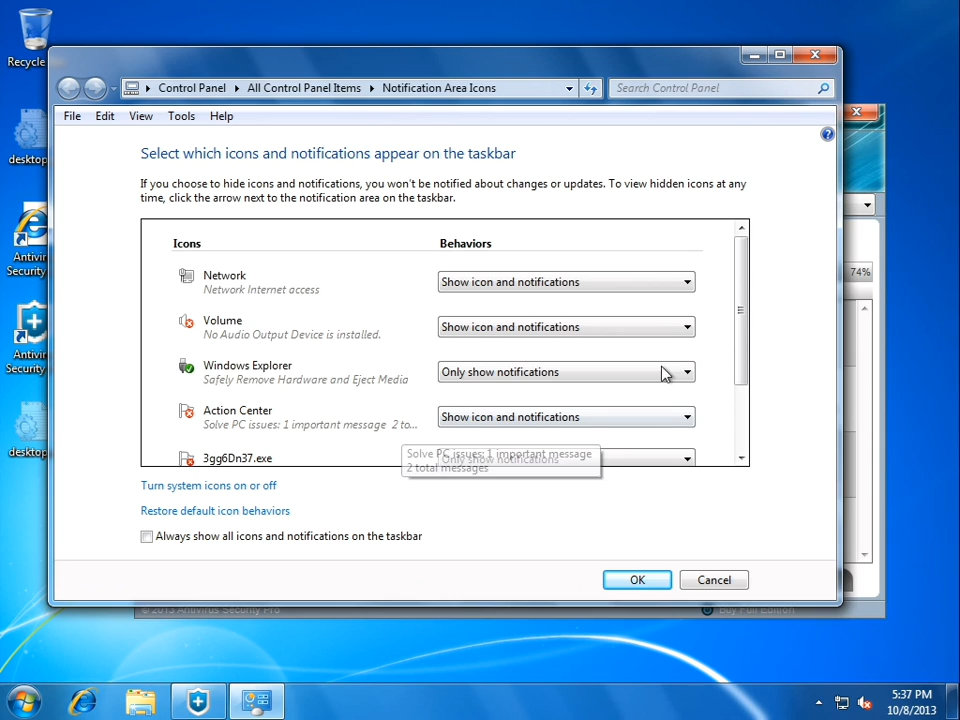 Recycle
desktop
Antivir
Security
Antivir
Security
desktop
Control Panel
All Control Panel Items
Notification Area Icons
Search Control Panel
File Edit View Tools Help
Select which icons and notifications appear on the taskbar
If you choose to hide icons and notifications, you won't be notified about changes or updates. To view hidden icons at any
time, click the arrow next to the notification area on the taskbar.
Icons Behaviors
Network Show icon and notifications
Network Internet access
Volume Show icon and notifications
No Audio Output Device is installed.
Windows Explorer Only show notifications
Safely Remove Hardware and Eject Media
Action Center Show icon and notifications
Solve PC issues: 1 important message 2 to...
3gg6Dn37.exe Only show notifications
Solve PC issues: 1 important message
2 total messages
74%
Turn system icons on or off
Restore default icon behaviors
Always show all icons and notifications on the taskbar
OK Cancel
© 2013 Antivirus Security Pro
Buy Full Edition
5:37 PM
10/8/2013